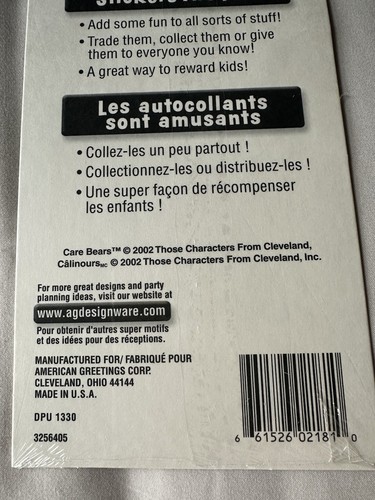 • Add some fun to all sorts of stuff!
• Trade them, collect them or give
them to everyone you know!
• A great way to reward kids!
Les autocollants
sont amusants
• Collez-les un peu partout !
• Collectionnez-les ou distribuez-les !
• Une super façon de récompenser
les enfants !
Care Bears™ © 2002 Those Characters From Cleveland,
Câlinours MC © 2002 Those Characters From Cleveland, Inc.
For more great designs and party
planning ideas, visit our website at
www.agdesignware.com
Pour obtenir d'autres super motifs
et des idées pour des réceptions.
MANUFACTURED FOR/ FABRIQUÉ POUR
AMERICAN GREETINGS CORP.
CLEVELAND, OHIO 44144
MADE IN U.S.A.
DPU 1330
3256405
6 61526 02181 0